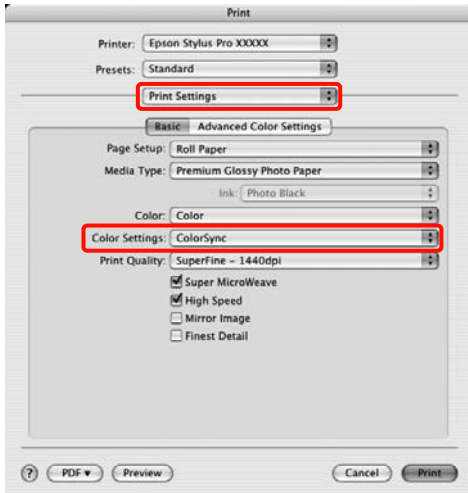 Print
Printer: Epson Stylus Pro XXXXX
Presets: Standard
Print Settings
Basic Advanced Color Settings
Page Setup: Roll Paper
Media Type: Premium Glossy Photo Paper
Ink: Photo Black
Color: Color
Color Settings: ColorSync
Print Quality: SuperFine – 1440dpi
Super MicroWeave
High Speed
Mirror Image
Finest Detail
? PDF ▼ Preview Cancel Print